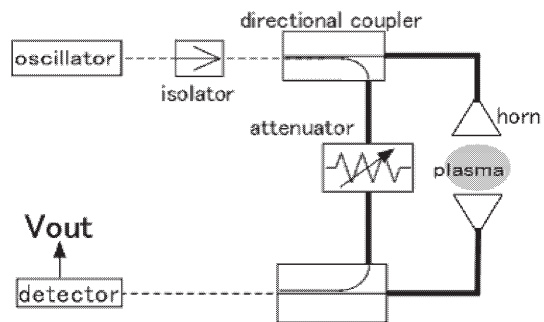 directional coupler
oscillator
isolator
attenuator
horn
plasma
Vout
detector